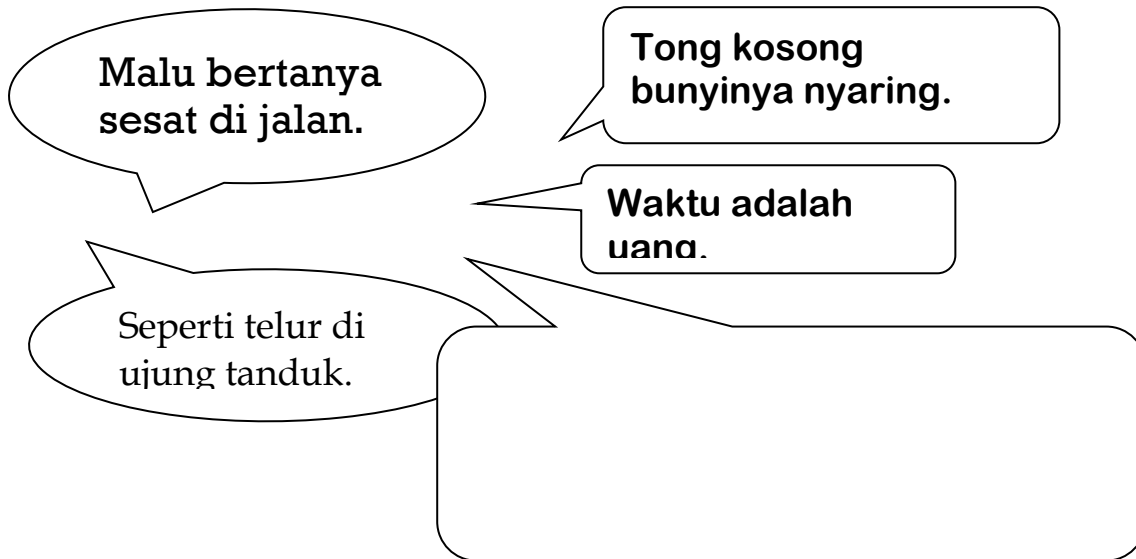 Malu bertanya
sesat di jalan.
Tong kosong
bunyinya nyaring.
Waktu adalah
uang.
Seperti telur di
ujung tanduk.